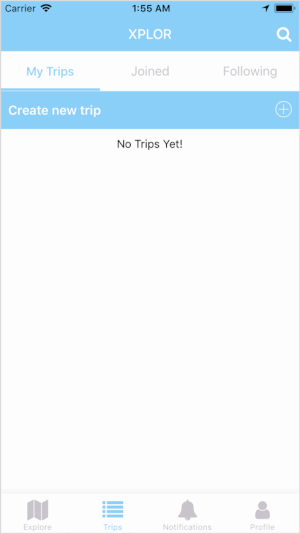 Carrier 1:55 AM
XPLOR
My Trips Joined Following
Create new trip
No Trips Yet!
Explore Trips Notifications Profile